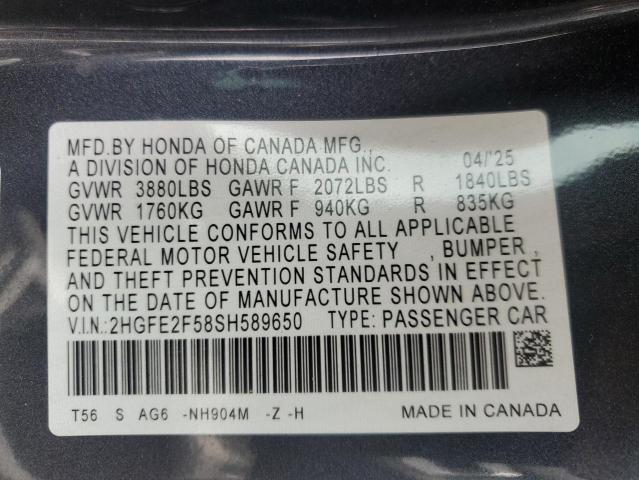 MFD.BY HONDA OF CANADA MFG.,
A DIVISION OF HONDA CANADA INC. 04/'25
GVWR 3880LBS GAWR F 2072LBS R 1840LBS
GVWR 1760KG GAWR F 940KG R 835KG
THIS VEHICLE CONFORMS TO ALL APPLICABLE
FEDERAL MOTOR VEHICLE SAFETY , BUMPER ,
AND THEFT PREVENTION STANDARDS IN EFFECT
ON THE DATE OF MANUFACTURE SHOWN ABOVE.
V.I.N.:2HGFE2F58SH589650 TYPE: PASSENGER CAR
T56 S AG6 -NH904M -Z -H MADE IN CANADA